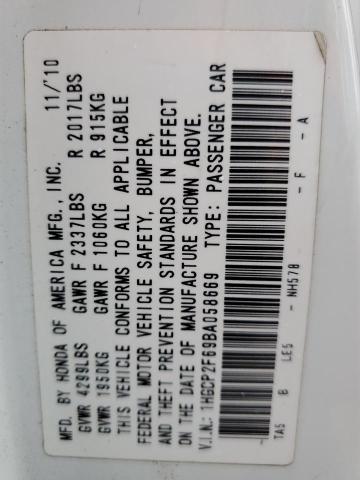 MFD. BY HONDA OF AMERICA MFG., INC. 11/'10
GVWR 4299LBS GAWR F 2337LBS R 2017LBS
GVWR 1950KG GAWR F 1060KG R 915KG
THIS VEHICLE CONFORMS TO ALL APPLICABLE
FEDERAL MOTOR VEHICLE SAFETY, BUMPER,
AND THEFT PREVENTION STANDARDS IN EFFECT
ON THE DATE OF MANUFACTURE SHOWN ABOVE.
V.I.N.: 1HGCP2F69BA058669 TYPE: PASSENGER CAR
TA5 B LE5 - NH578 - F - A